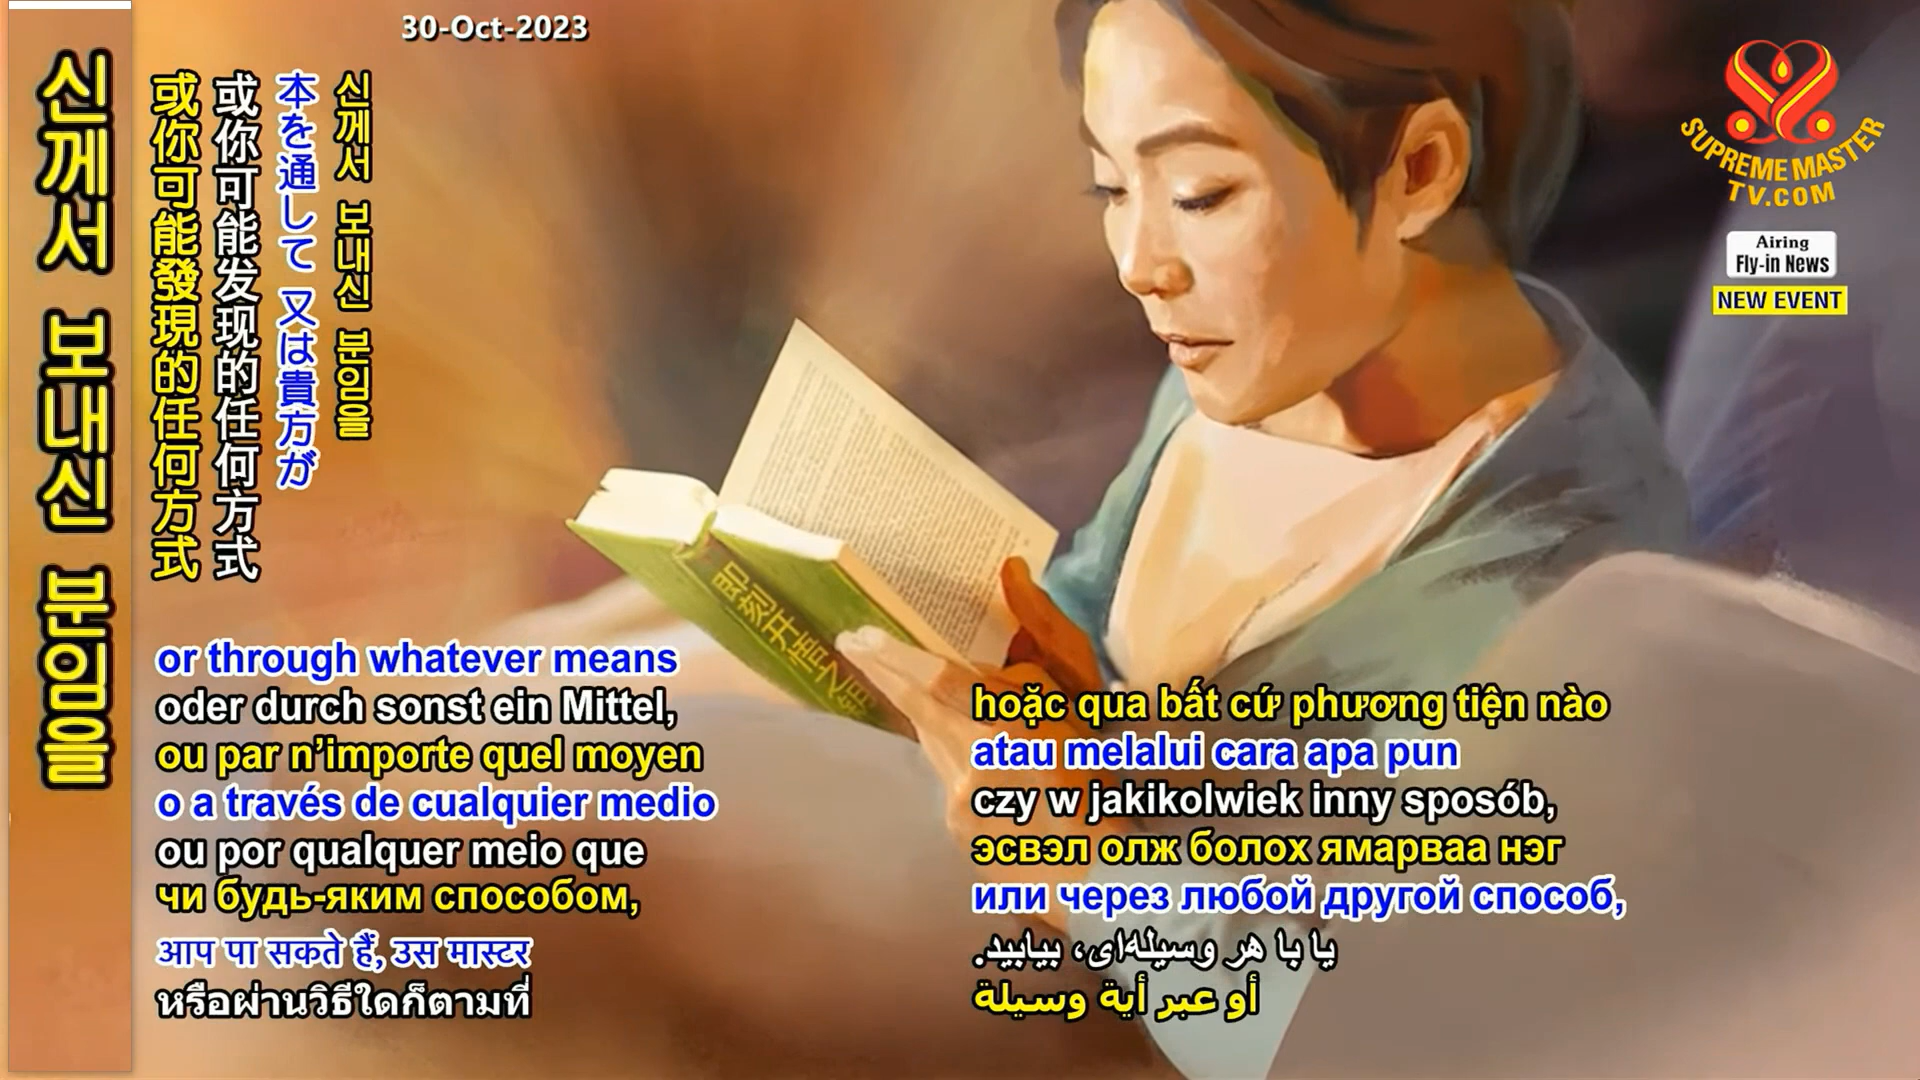 30-Oct-2023
신께서 보내신 분임을
或你可能發現的任何方式
或你可能发现的任何方式
本を通して 又は貴方が
신께서 보내신 분임을
SUPREME MASTER
TV.COM
Airing
Fly-in News
NEW EVENT
即刻开悟之
or through whatever means
oder durch sonst ein Mittel,
ou par n’importe quel moyen
o a través de cualquier medio
ou por qualquer meio que
чи будь-яким способом,
आप पा सकते हैं, उस मास्टर
หรือผ่านวิธีใดก็ตามที่
hoặc qua bất cứ phương tiện nào
atau melalui cara apa pun
czy w jakikolwiek inny sposób,
эсвэл олж болох ямарваа нэг
или через любой другой способ,
یا با هر وسیله‌ای، بیابید.
أو عبر أية وسيلة